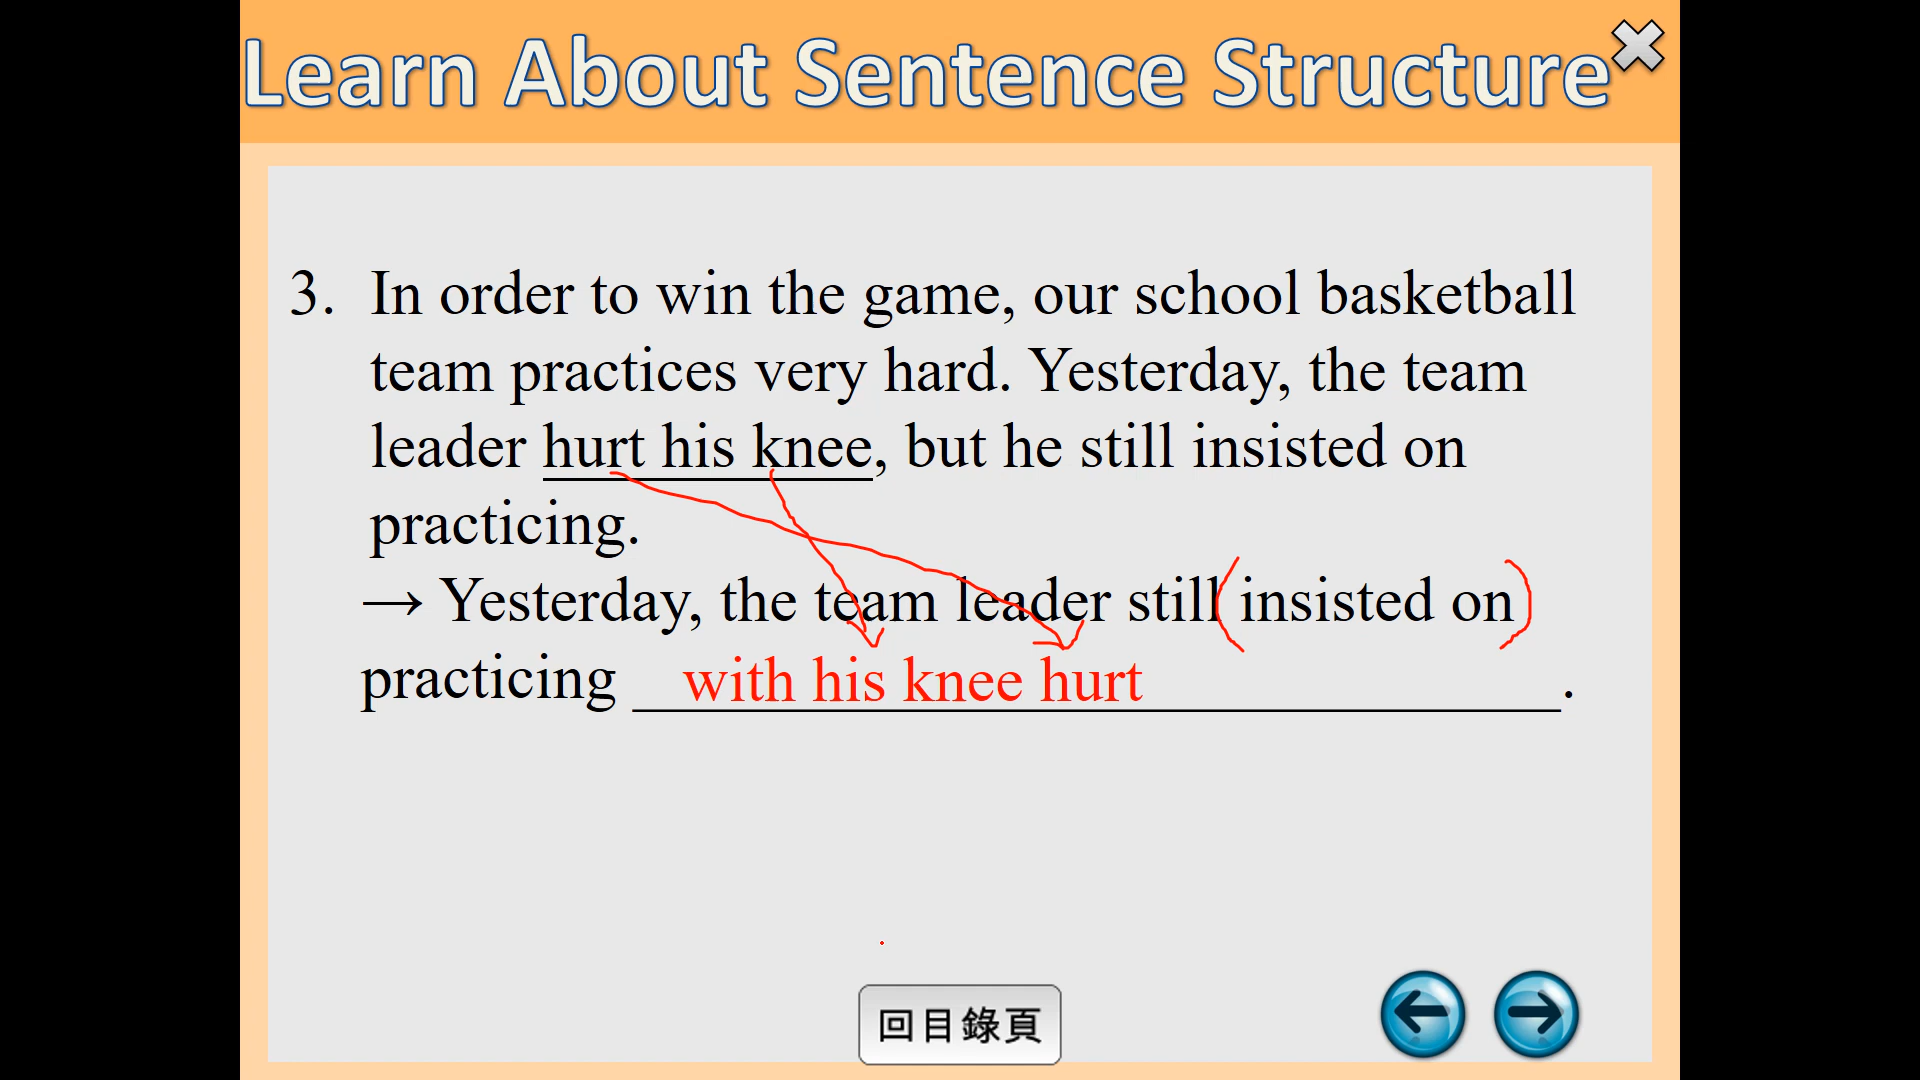 Learn About Sentence Structure
3. In order to win the game, our school basketball
team practices very hard. Yesterday, the team
leader hurt his knee, but he still insisted on
practicing.
→ Yesterday, the team leader still (insisted on)
practicing with his knee hurt.
回目錄頁